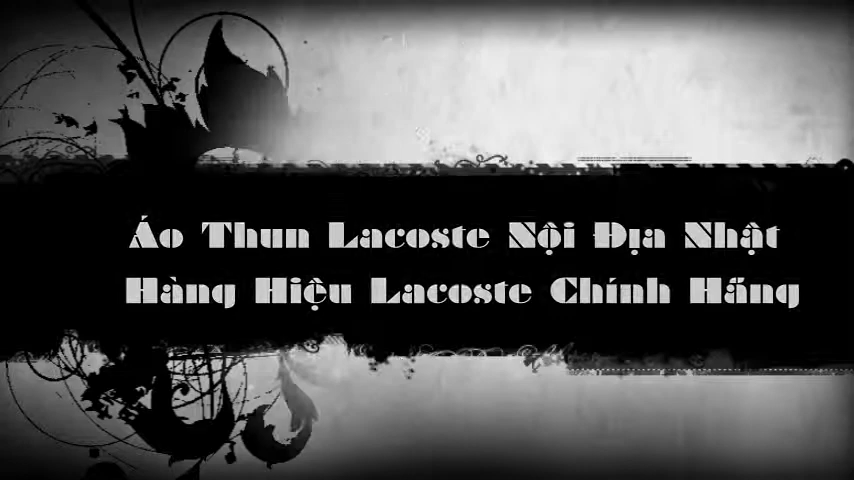 Áo Thun Lacoste Nội Địa Nhật
Hàng Hiệu Lacoste Chính Hãng